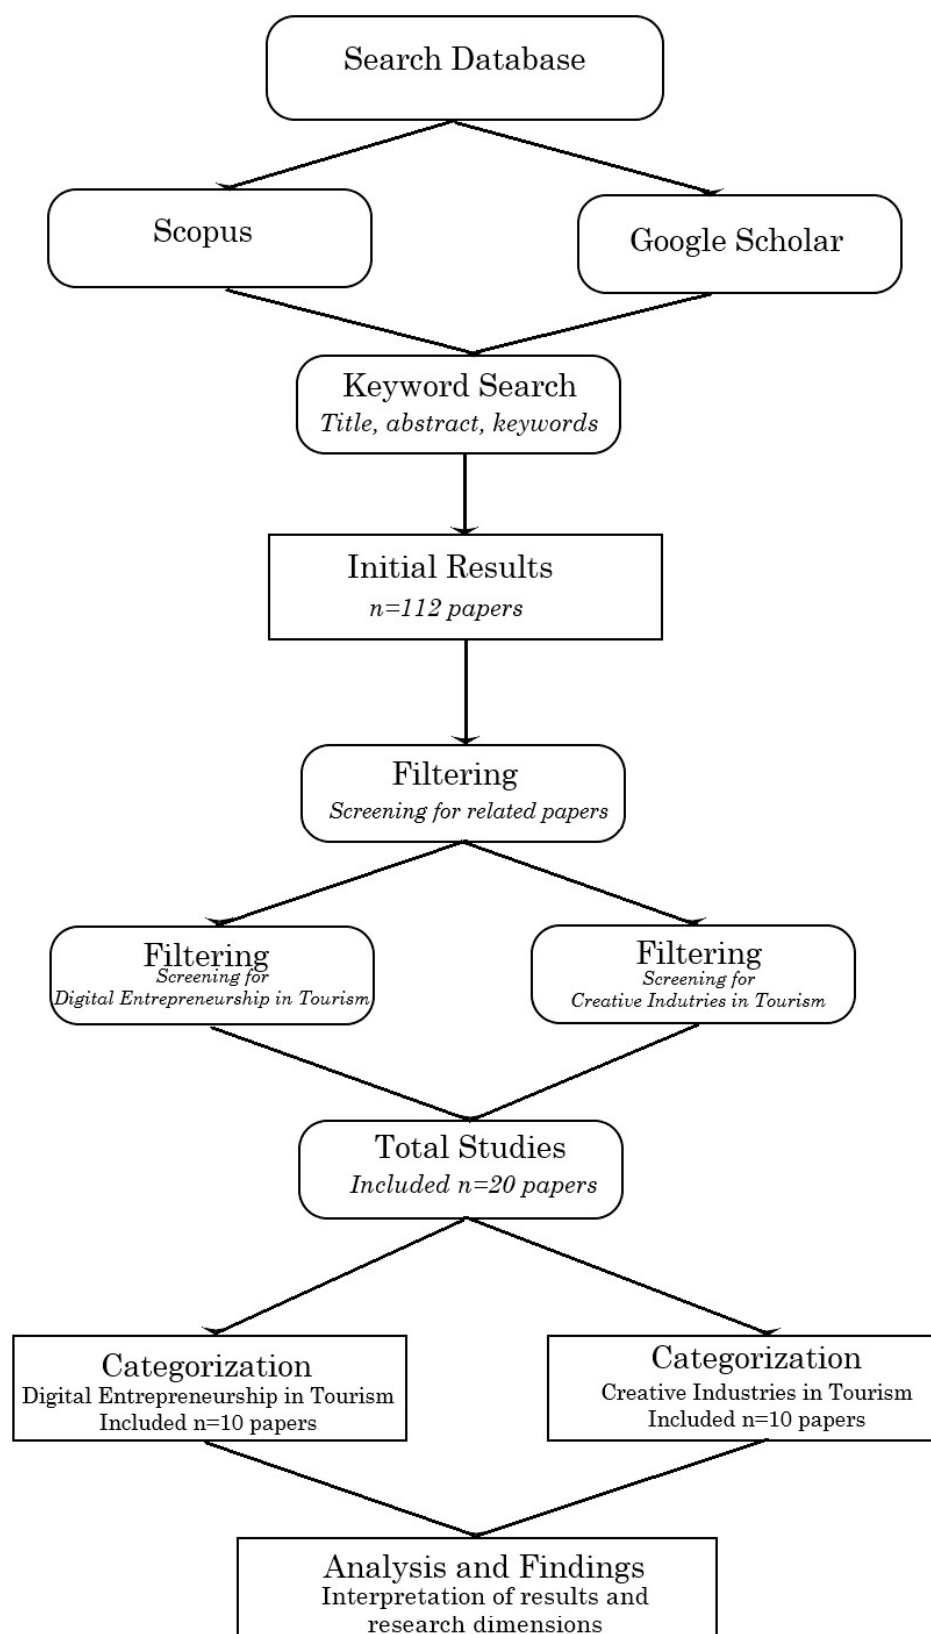 Search Database
Scopus
Google Scholar
Keyword Search
Title, abstract, keywords
Initial Results
n=112 papers
Filtering
Screening for related papers
Filtering
Screening for
Digital Entrepreneurship in Tourism
Filtering
Screening for
Creative Indutries in Tourism
Total Studies
Included n=20 papers
Categorization
Digital Entrepreneurship in Tourism
Included n=10 papers
Categorization
Creative Industries in Tourism
Included n=10 papers
Analysis and Findings
Interpretation of results and
research dimensions